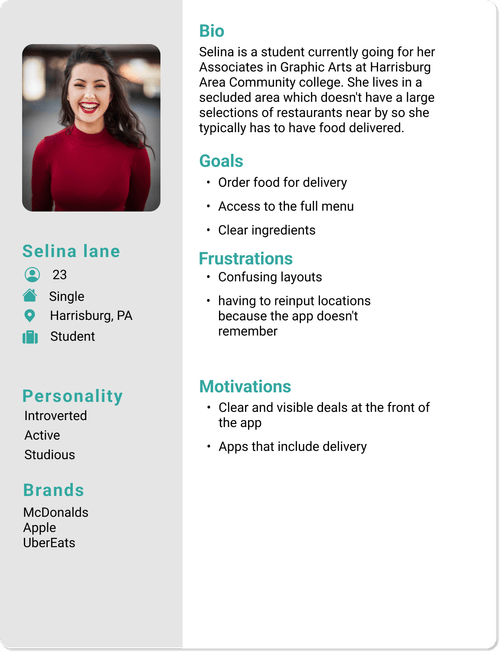 Selina lane
23
Single
Harrisburg, PA
Student
Personality
Introverted
Active
Studious
Brands
McDonalds
Apple
UberEats
Bio
Selina is a student currently going for her
Associates in Graphic Arts at Harrisburg
Area Community college. She lives in a
secluded area which doesn't have a large
selections of restaurants near by so she
typically has to have food delivered.
Goals
• Order food for delivery
• Access to the full menu
• Clear ingredients
Frustrations
• Confusing layouts
• having to reinput locations
because the app doesn't
remember
Motivations
• Clear and visible deals at the front of
the app
• Apps that include delivery